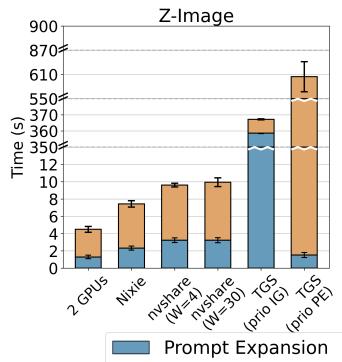 Z-Image
900
870
610
550
370
360
350
12
10
8
6
4
2
0
Time (s)
2 GPUs
Nixie
nvshare
(W=4)
nvshare
(W=30)
TGS
(prio IG)
TGS
(prio PE)
Prompt Expansion